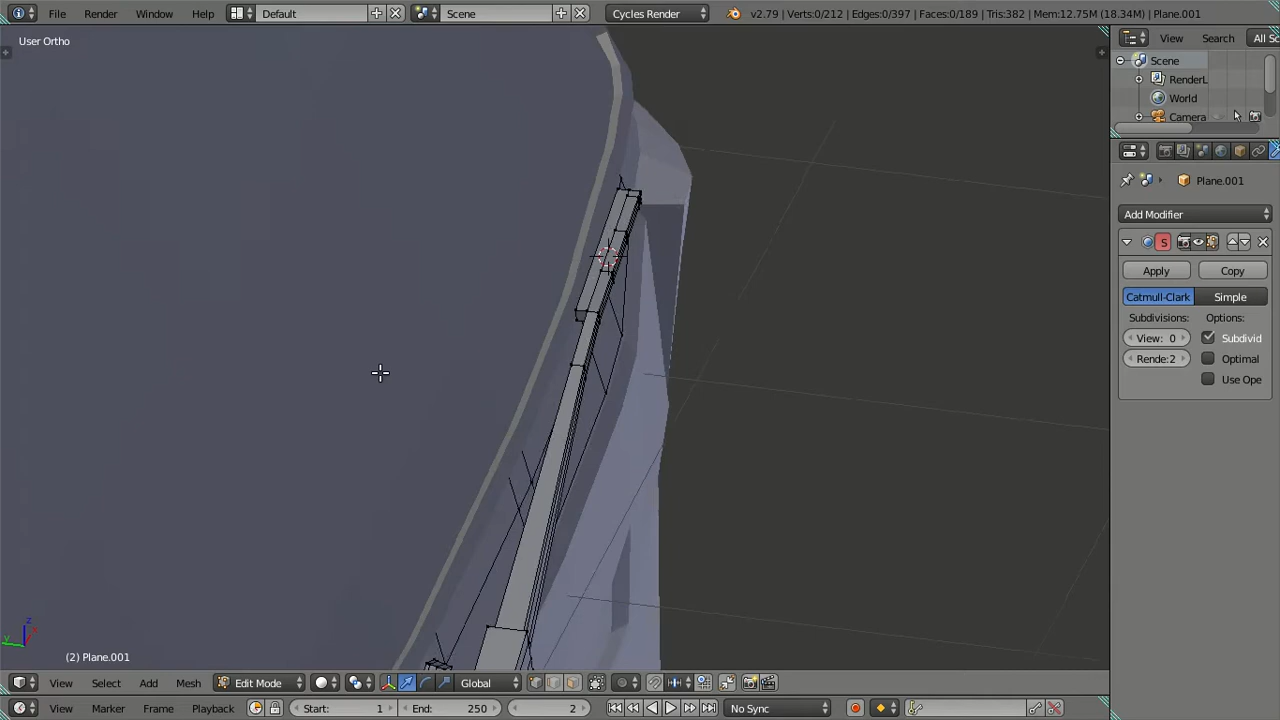 File Render Window Help Default Scene Cycles Render v2.79 | Verts:0/212 | Edges:0/397 | Faces:0/189 | Tris:382 | Mem:12.75M (18.34M) | Plane.001
User Ortho
View Search All Sc
Scene
RenderL
World
Camera
Plane.001
Add Modifier
S
Apply Copy
Catmull-Clark Simple
Subdivisions: Options:
View: 0 Subdivid
Rende:2 Optimal
Use Ope
z
y x
(2) Plane.001
View Select Add Mesh Edit Mode Global
View Marker Frame Playback Start: 1 End: 250 2 No Sync